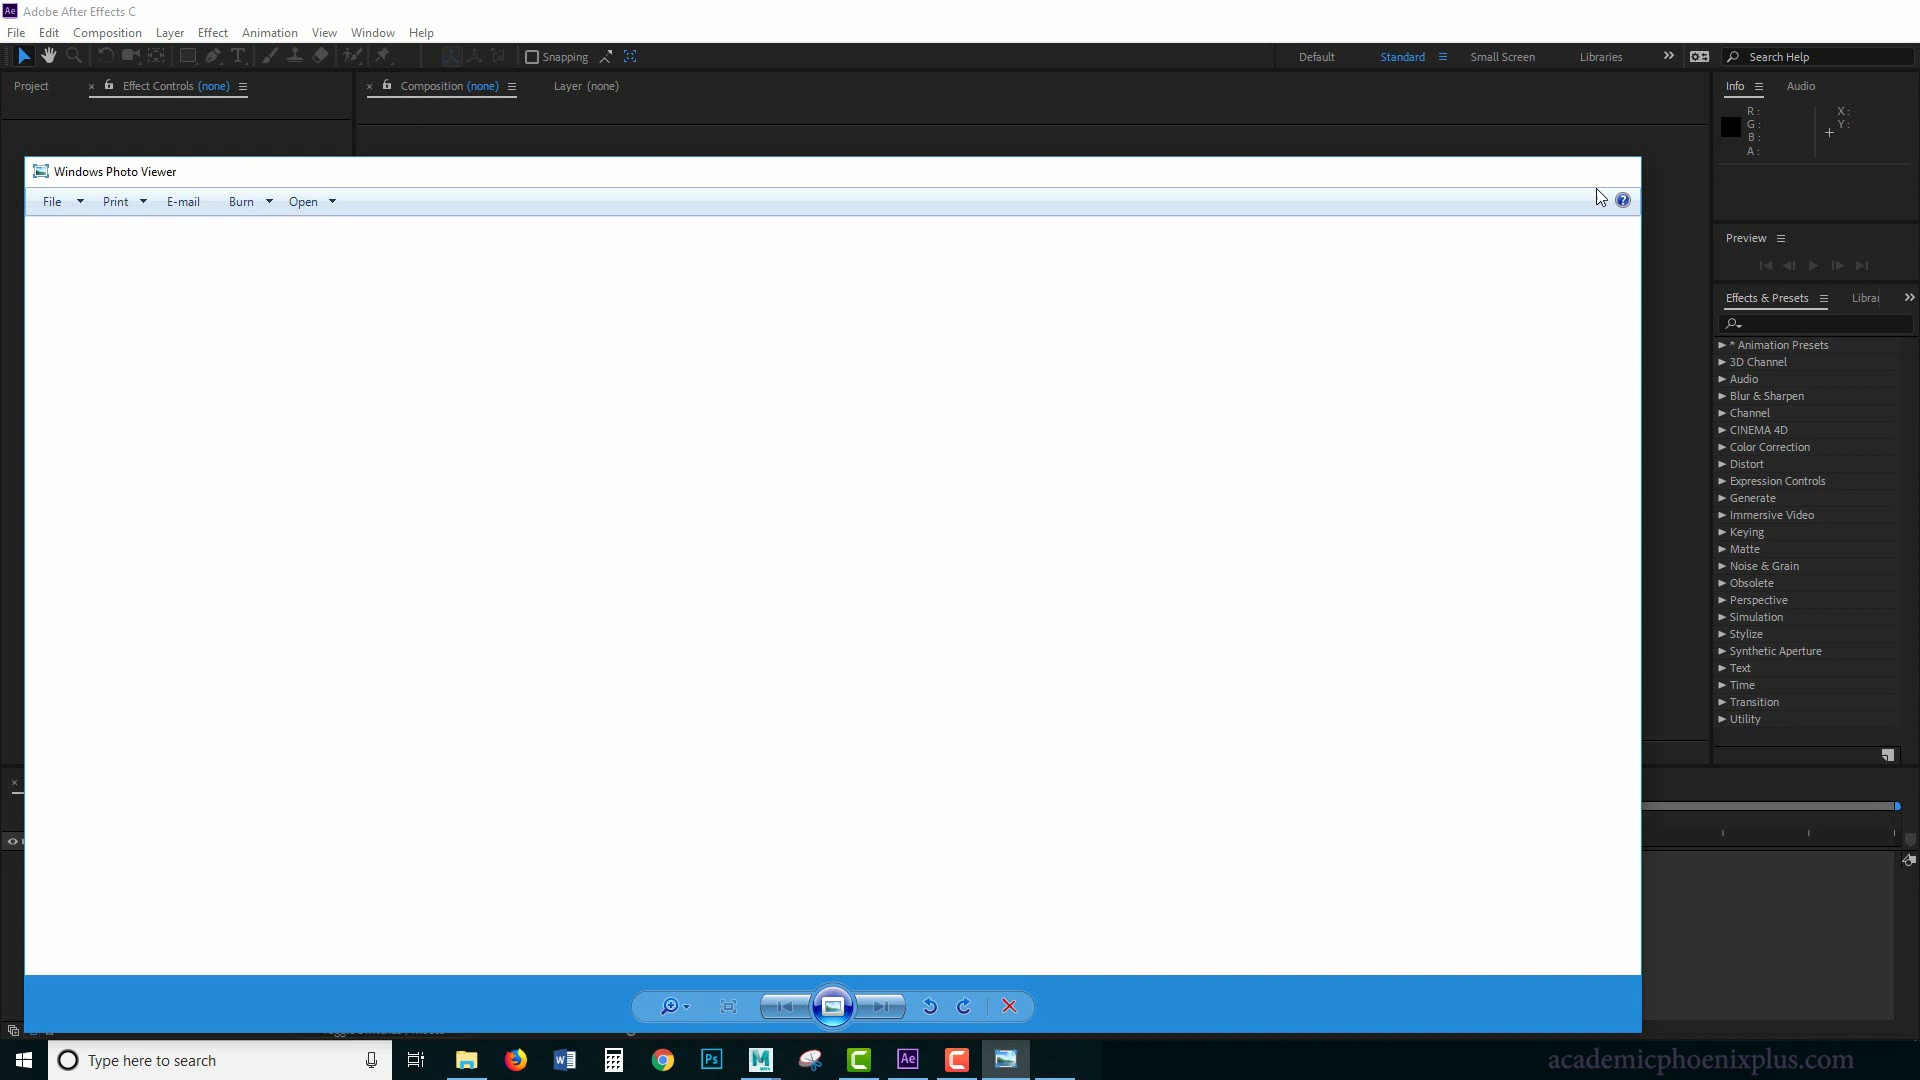 Ae Adobe After Effects C
File Edit Composition Layer Effect Animation View Window Help
Snapping Default Standard Small Screen Libraries Search Help
Project Effect Controls (none) Composition (none) Layer (none) Info Audio
R: X:
G: Y:
B:
A:
Windows Photo Viewer
File Print E-mail Burn Open
Preview
Effects & Presets Librar
* Animation Presets
3D Channel
Audio
Blur & Sharpen
Channel
CINEMA 4D
Color Correction
Distort
Expression Controls
Generate
Immersive Video
Keying
Matte
Noise & Grain
Obsolete
Perspective
Simulation
Stylize
Synthetic Aperture
Text
Time
Transition
Utility
Type here to search
Ps
M
Ae
academicphoenixplus.com